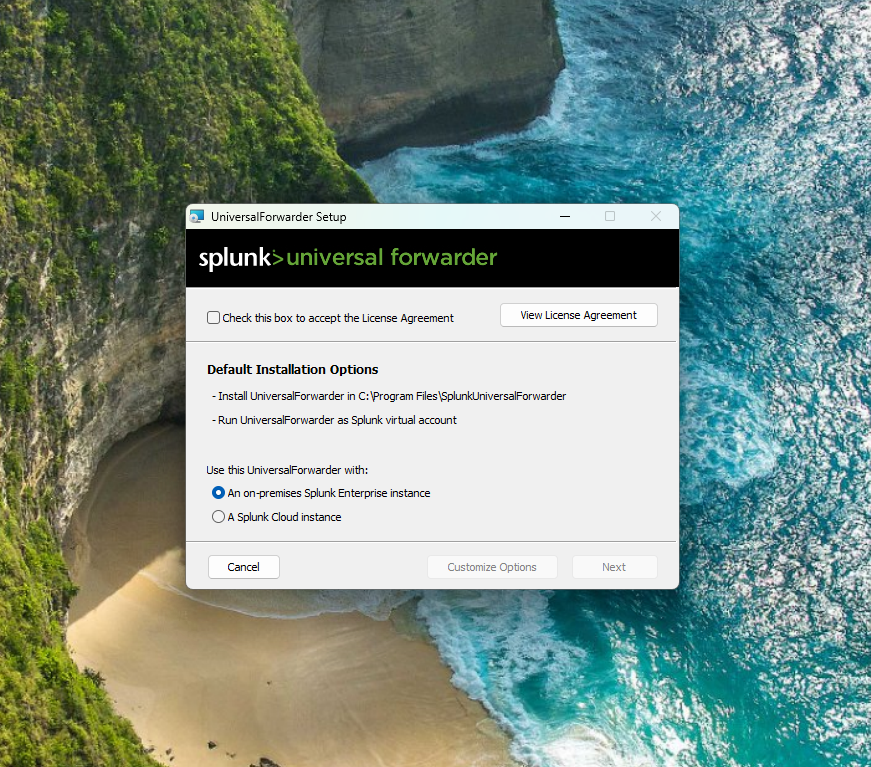 UniversalForwarder Setup
splunk>universal forwarder
Check this box to accept the License Agreement
View License Agreement
Default Installation Options
- Install UniversalForwarder in C:\Program Files\SplunkUniversalForwarder
- Run UniversalForwarder as Splunk virtual account
Use this UniversalForwarder with:
An on-premises Splunk Enterprise instance
A Splunk Cloud instance
Cancel
Customize Options
Next